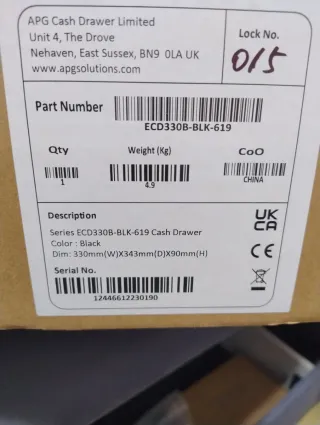 APG Cash Drawer Limited
Unit 4, The Drove
Nehaven, East Sussex, BN9 0LA UK
www.apgsolutions.com
Lock No.
015
Part Number
ECD330B-BLK-619
Qty
Weight (Kg)
CoO
1
4.9
CHINA
Description
Series ECD330B-BLK-619 Cash Drawer
Color : Black
Dim: 330mm(W)X343mm(D)X90mm(H)
UK
CA
CE
Serial No.
12446612230190